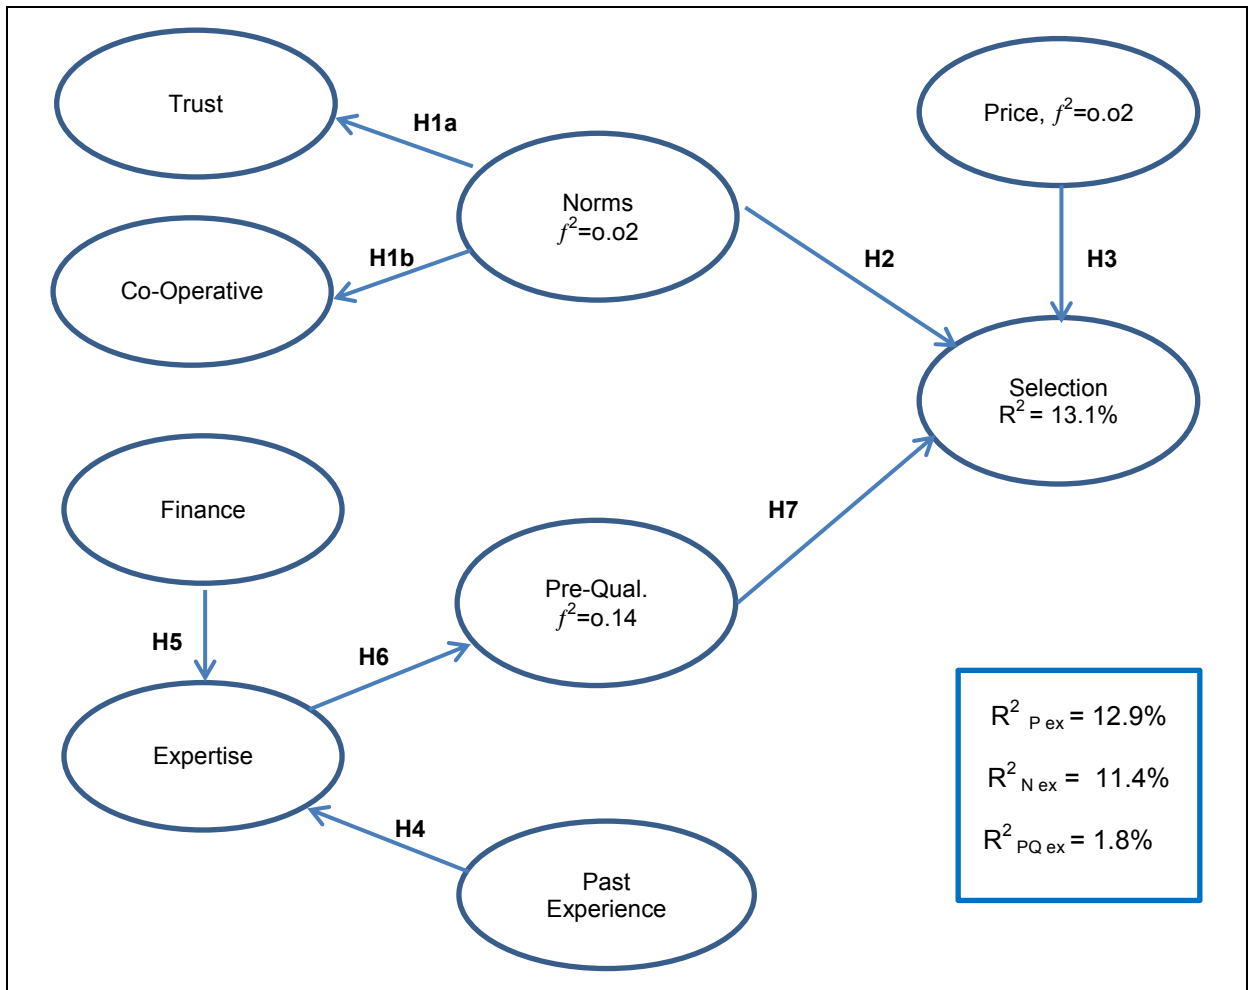 Trust
H1a
Price, f²=o.o2
Norms
f²=o.o2
H1b
H2
H3
Co-Operative
Selection
R² = 13.1%
Finance
H7
Pre-Qual.
f²=o.14
H5
H6
R² P ex = 12.9%
Expertise
R² N ex = 11.4%
H4
R² PQ ex = 1.8%
Past
Experience